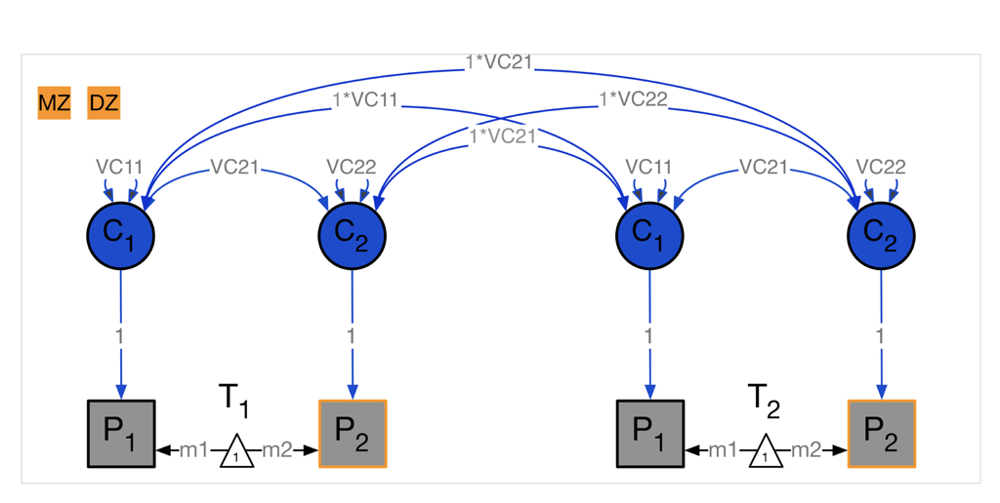 1*VC21
MZ DZ 1*VC11 1*VC22
1*VC21
VC11 VC21 VC22 VC11 VC21 VC22
C1 C2 C1 C2
1 1 1 1
T1 T2
P1 m1 1 m2 P2 P1 m1 1 m2 P2